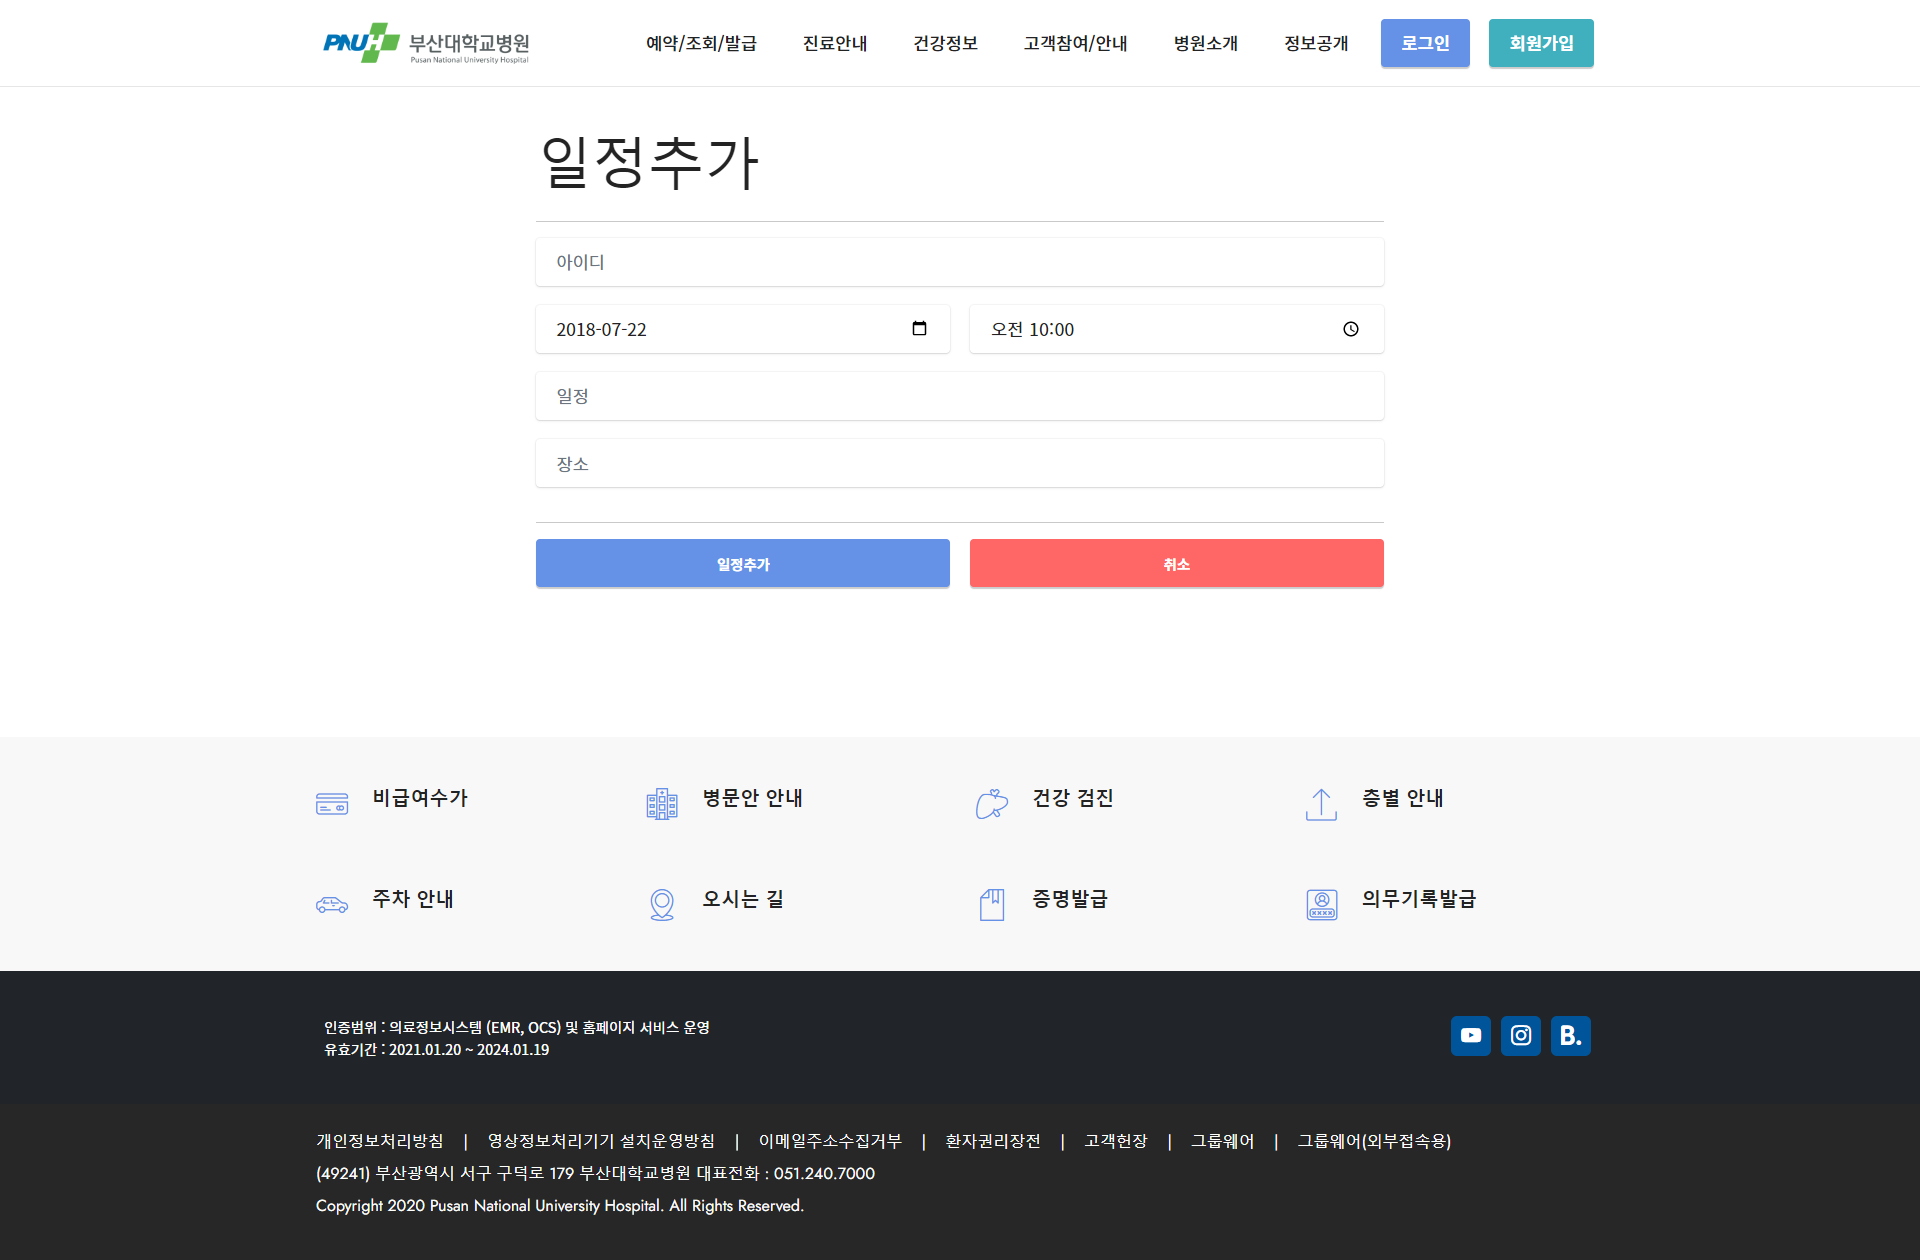 PNUH 부산대학교병원
Pusan National University Hospital
예약/조회/발급 진료안내 건강정보 고객참여/안내 병원소개 정보공개 로그인 회원가입
일정추가
아이디
2018-07-22 오전 10:00
일정
장소
일정추가 취소
비급여수가 병문안 안내 건강 검진 층별 안내
주차 안내 오시는 길 증명발급 의무기록발급
인증범위 : 의료정보시스템 (EMR, OCS) 및 홈페이지 서비스 운영
유효기간 : 2021.01.20 ~ 2024.01.19
B.
개인정보처리방침 | 영상정보처리기기 설치운영방침 | 이메일주소수집거부 | 환자권리장전 | 고객헌장 | 그룹웨어 | 그룹웨어(외부접속용)
(49241) 부산광역시 서구 구덕로 179 부산대학교병원 대표전화 : 051.240.7000
Copyright 2020 Pusan National University Hospital. All Rights Reserved.